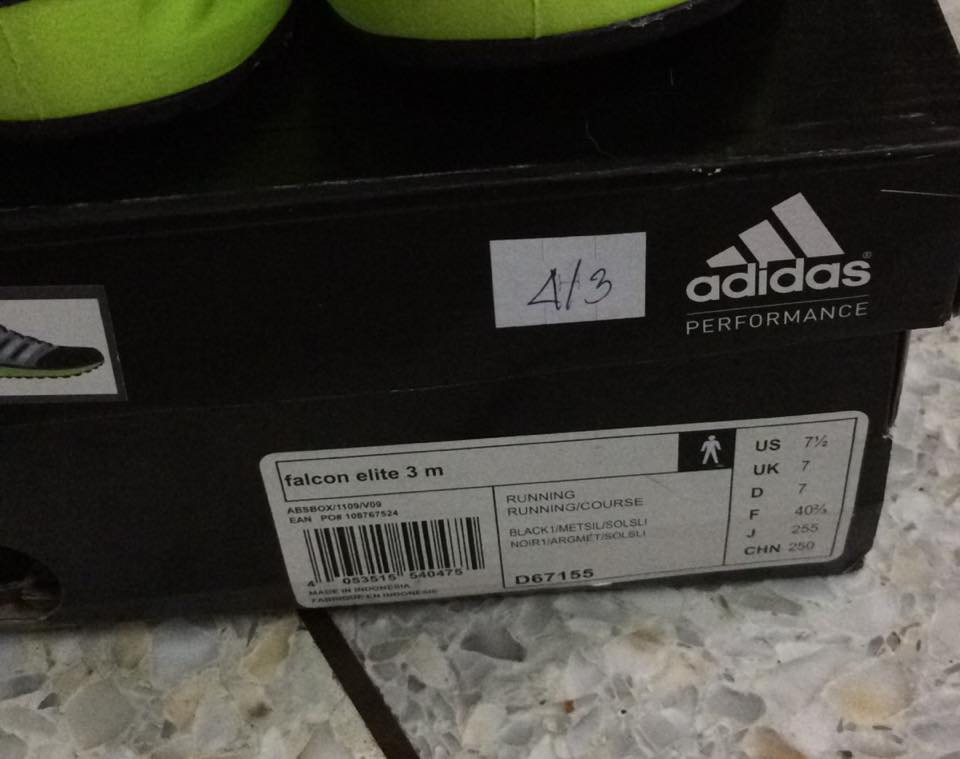 4/3
adidas®
PERFORMANCE
falcon elite 3 m
ABSBOX/1109/V09
EAN PO# 108767524
4 053515 540475
MADE IN INDONESIA
FABRIQUE EN INDONESIE
RUNNING
RUNNING/COURSE
BLACK1/METSIL/SOLSLI
NOIR1/ARGMET/SOLSLI
D67155
US 7½
UK 7
D 7
F 40⅔
J 255
CHN 250